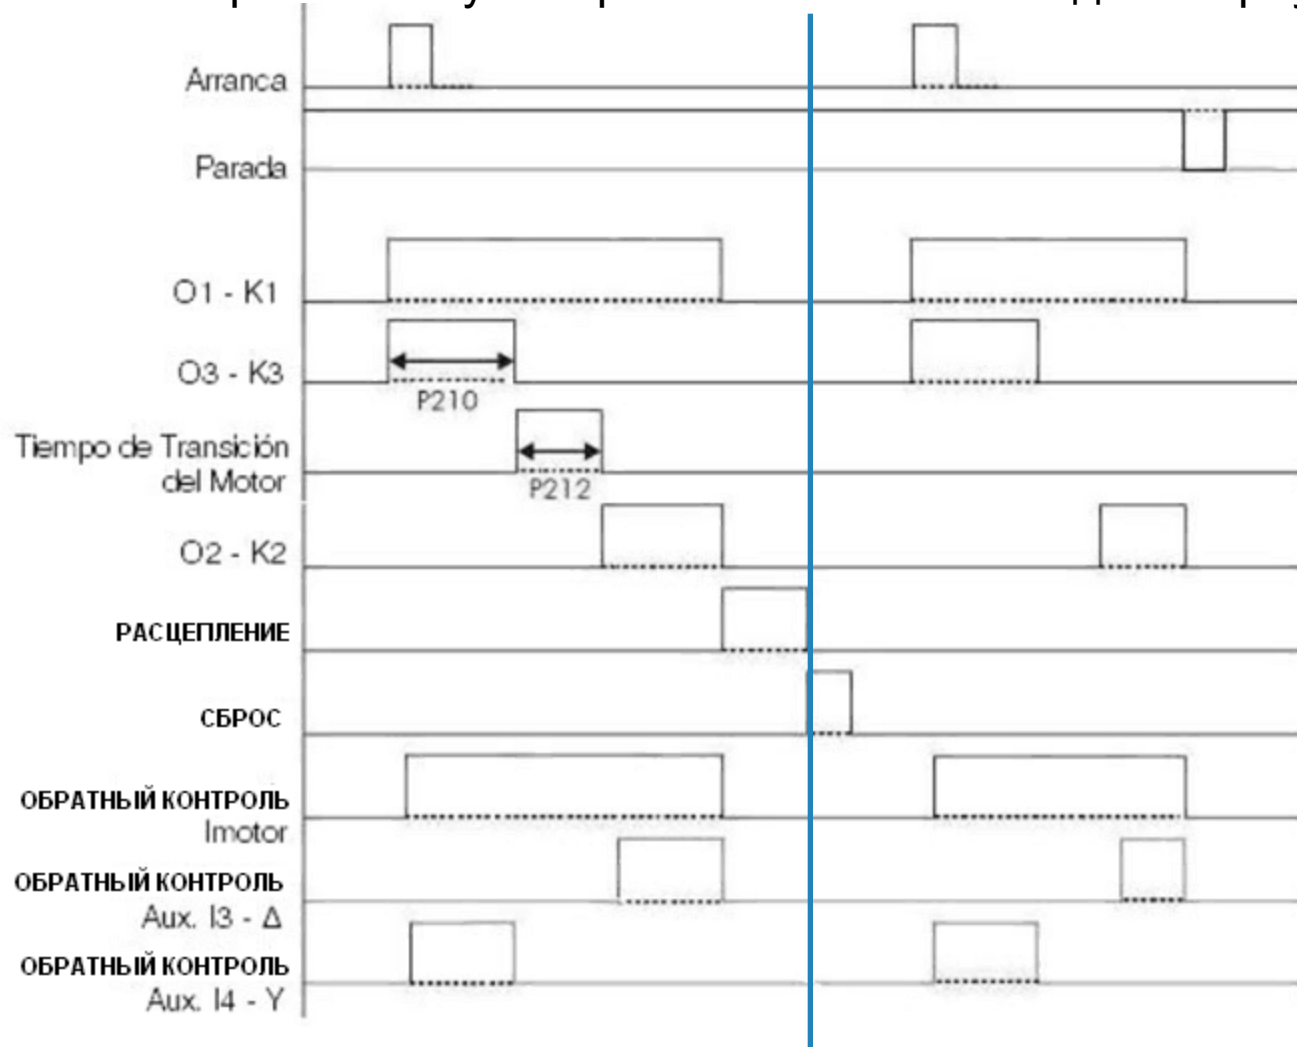 Arranca
Parada
O1 - K1
O3 - K3
P210
Tiempo de Transición
del Motor
P212
O2 - K2
РАСЦЕПЛЕНИЕ
СБРОС
ОБРАТНЫЙ КОНТРОЛЬ
Imotor
ОБРАТНЫЙ КОНТРОЛЬ
Aux. I3 - Δ
ОБРАТНЫЙ КОНТРОЛЬ
Aux. I4 - Y